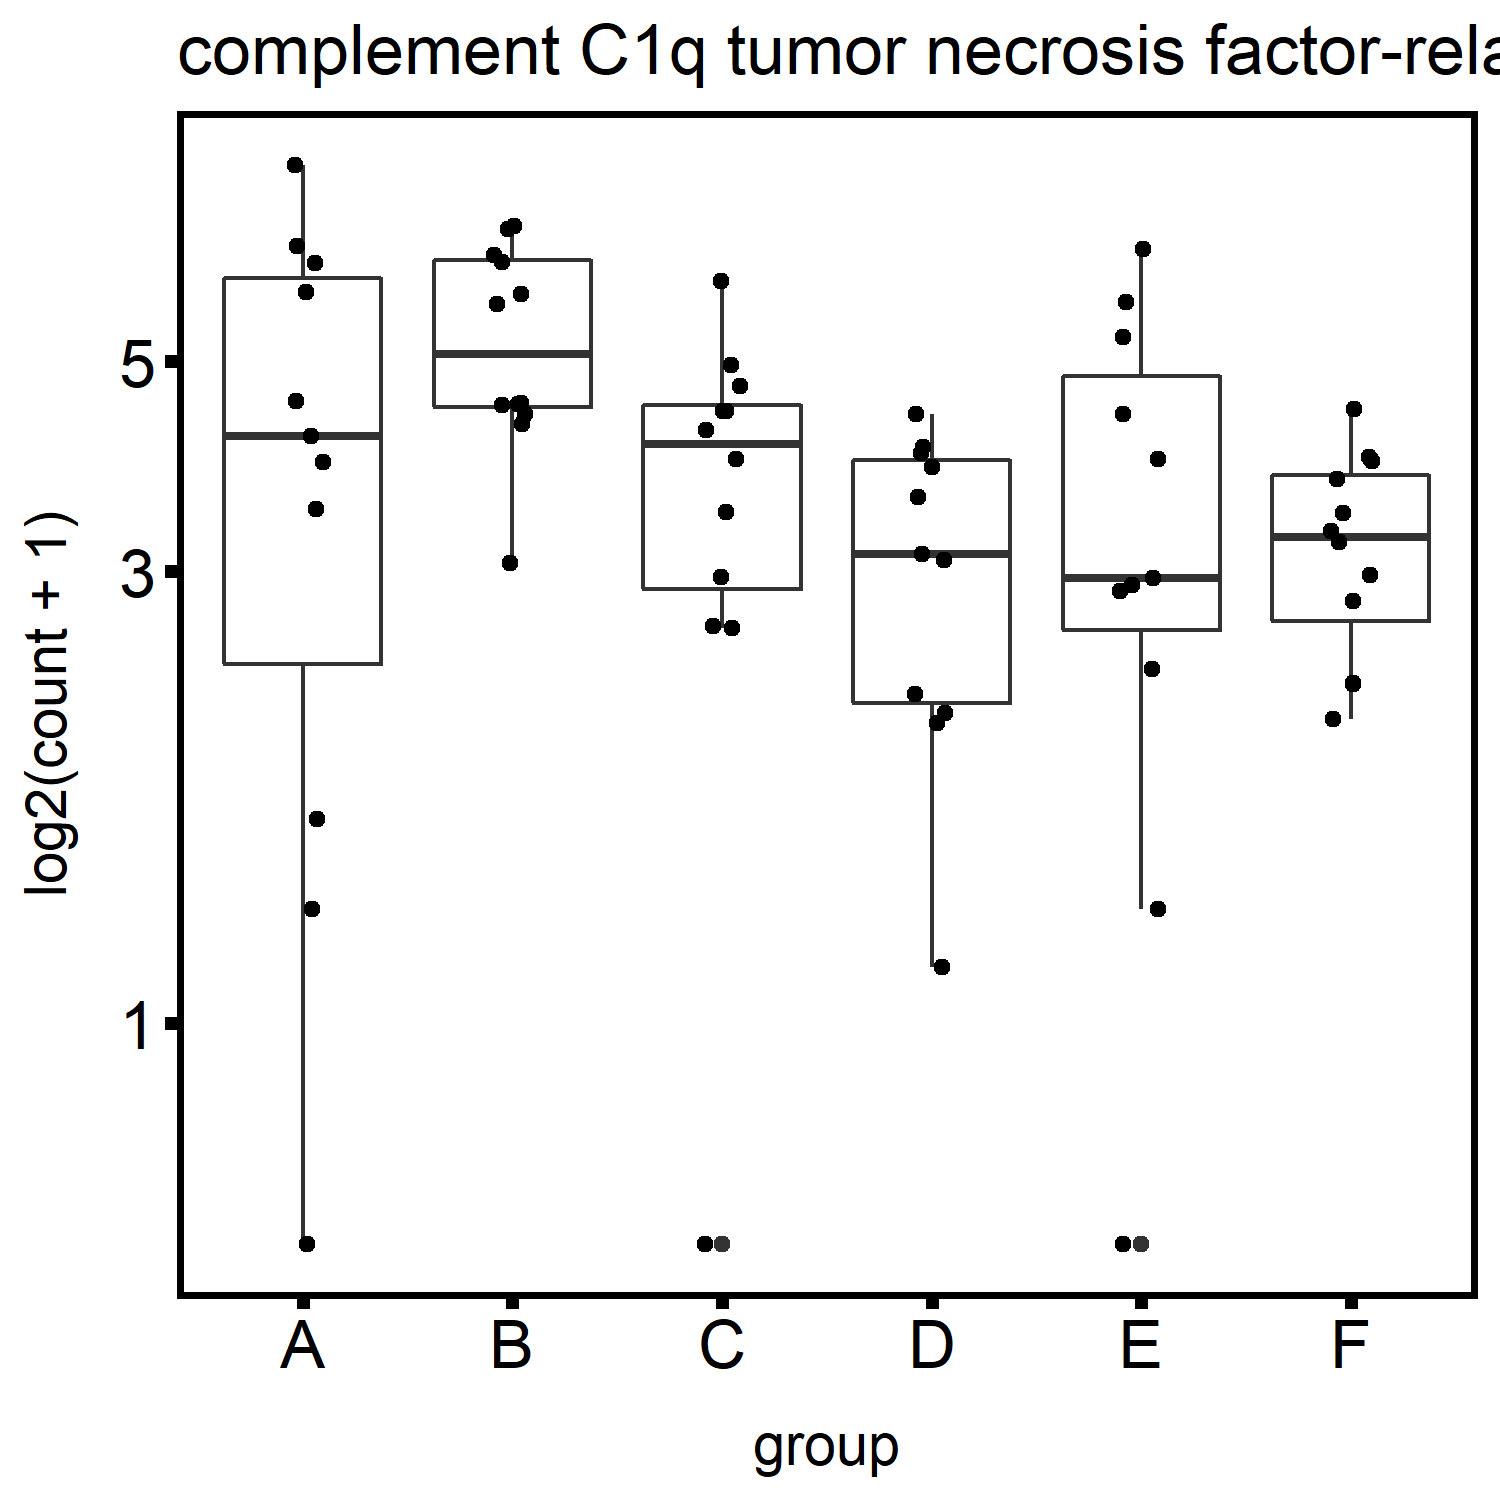 complement C1q tumor necrosis factor-rela
5
3
1
log2(count + 1)
A B C D E F
group